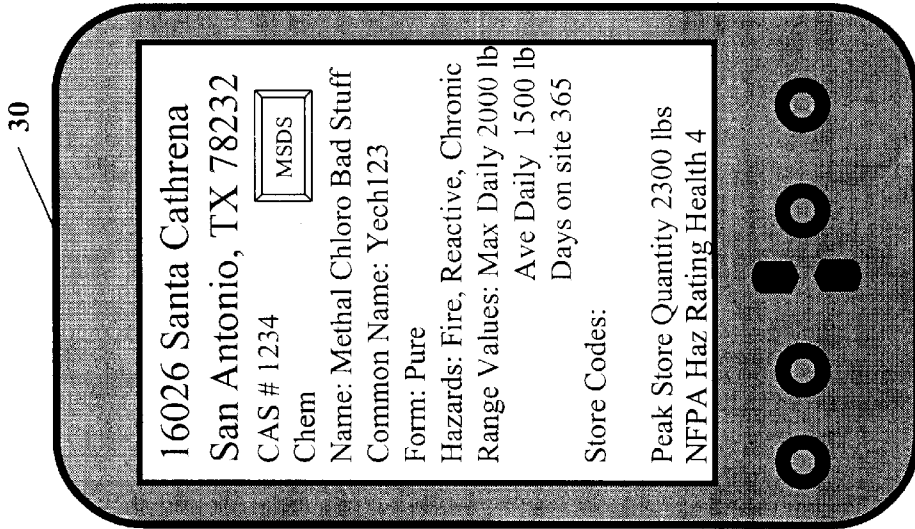 30
16026 Santa Cathrena
San Antonio, TX 78232
CAS # 1234
MSDS
Chem
Name: Methal Chloro Bad Stuff
Common Name: Yech123
Form: Pure
Hazards: Fire, Reactive, Chronic
Range Values: Max Daily 2000 lb
Ave Daily 1500 lb
Days on site 365
Store Codes:
Peak Store Quantity 2300 lbs
NFPA Haz Rating Health 4